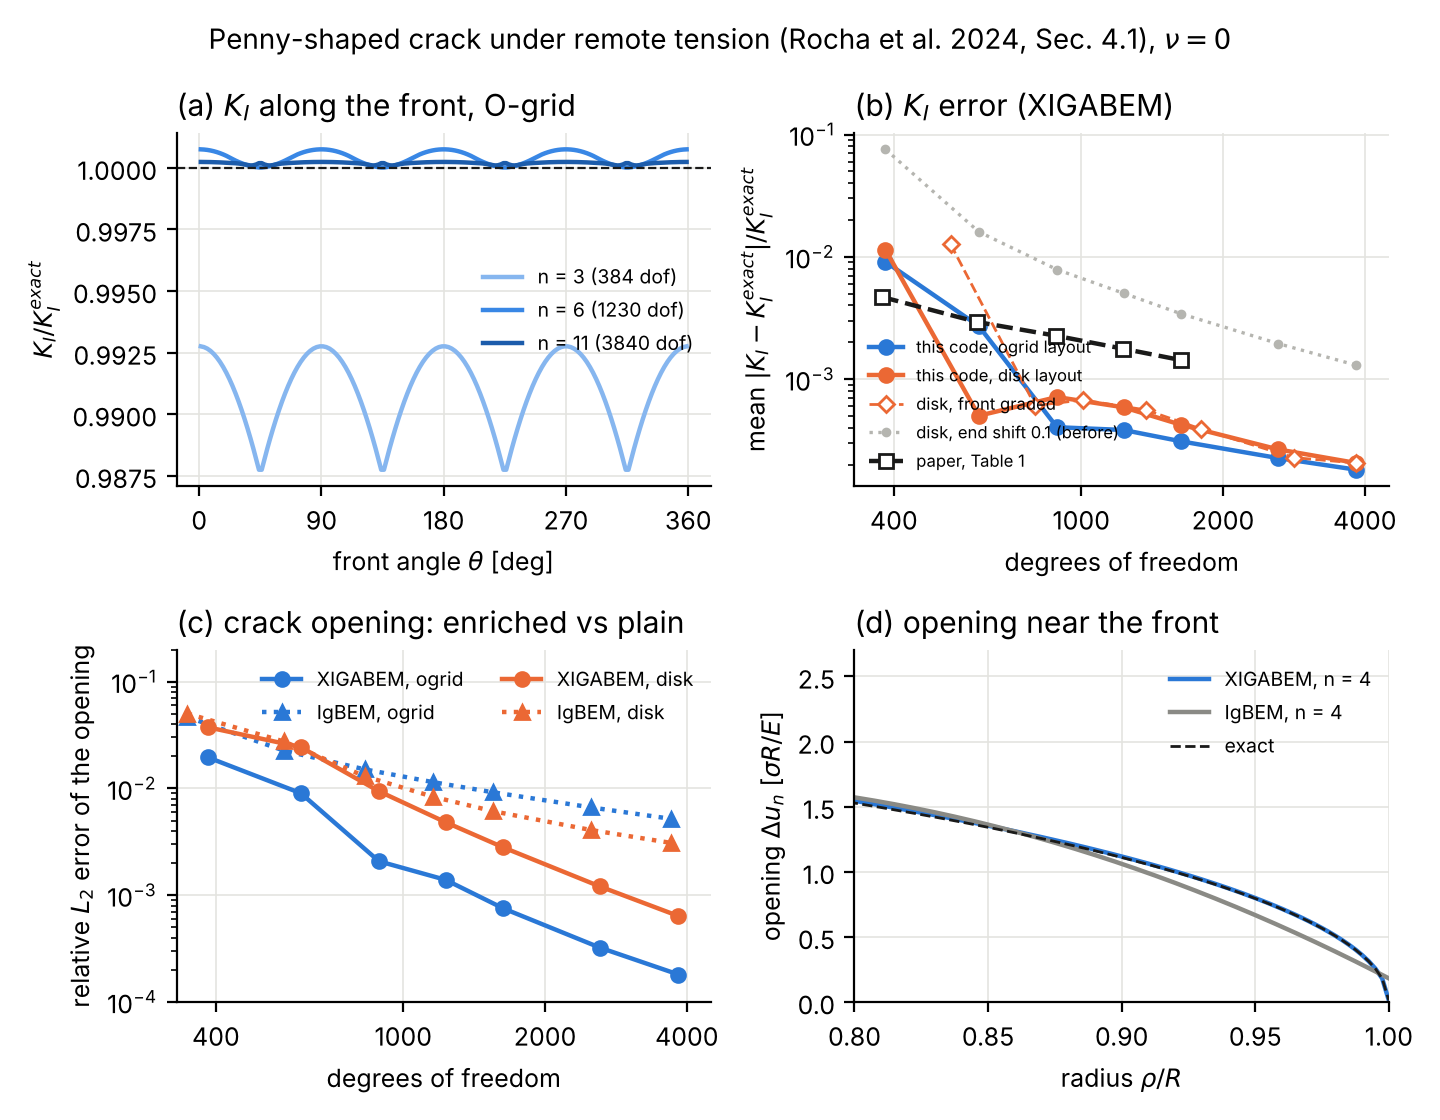 Penny-shaped crack under remote tension (Rocha et al. 2024, Sec. 4.1), ν = 0
(a) K_I along the front, O-grid
K_I/K_I^exact
1.0000
0.9975
0.9950
0.9925
0.9900
0.9875
n = 3 (384 dof)
n = 6 (1230 dof)
n = 11 (3840 dof)
0 90 180 270 360
front angle θ [deg]
(b) K_I error (XIGABEM)
mean |K_I − K_I^exact|/K_I^exact
10^−1
10^−2
10^−3
this code, ogrid layout
this code, disk layout
disk, front graded
disk, end shift 0.1 (before)
paper, Table 1
400 1000 2000 4000
degrees of freedom
(c) crack opening: enriched vs plain
relative L_2 error of the opening
10^−1
10^−2
10^−3
10^−4
XIGABEM, ogrid
IgBEM, ogrid
XIGABEM, disk
IgBEM, disk
400 1000 2000 4000
degrees of freedom
(d) opening near the front
opening Δu_n [σR/E]
2.5
2.0
1.5
1.0
0.5
0.0
XIGABEM, n = 4
IgBEM, n = 4
exact
0.80 0.85 0.90 0.95 1.00
radius ρ/R